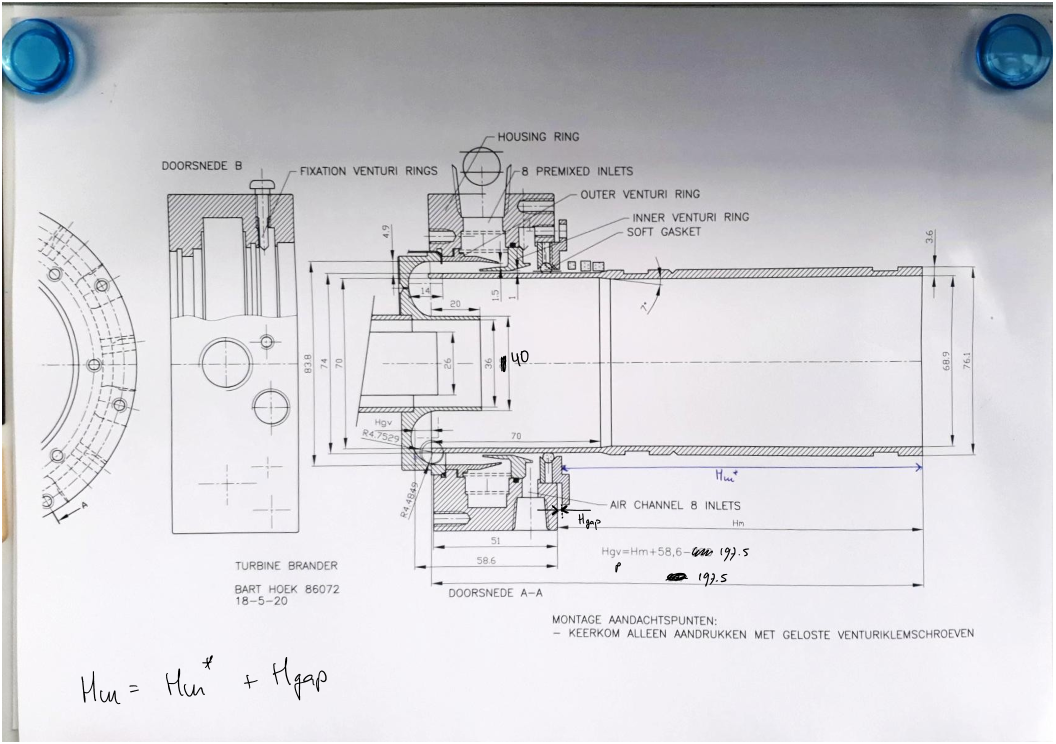 HOUSING RING
DOORSNEDE B
FIXATION VENTURI RINGS
8 PREMIXED INLETS
OUTER VENTURI RING
INNER VENTURI RING
SOFT GASKET
4.9
3.6
14
15
1
7°
20
83.8
74
70
26
36
40
68.9
76.1
Hgv
R4.7529
70
R4.4849
Hm*
A
AIR CHANNEL 8 INLETS
Hgap
Hm
51
58.6
Hgv=Hm+58,6- 197.5
197.5
TURBINE BRANDER
BART HOEK 86072
18-5-20
DOORSNEDE A-A
MONTAGE AANDACHTSPUNTEN:
- KEERKOM ALLEEN AANDRUKKEN MET GELOSTE VENTURIKLEMSCHROEVEN
Hm = Hm* + Hgap